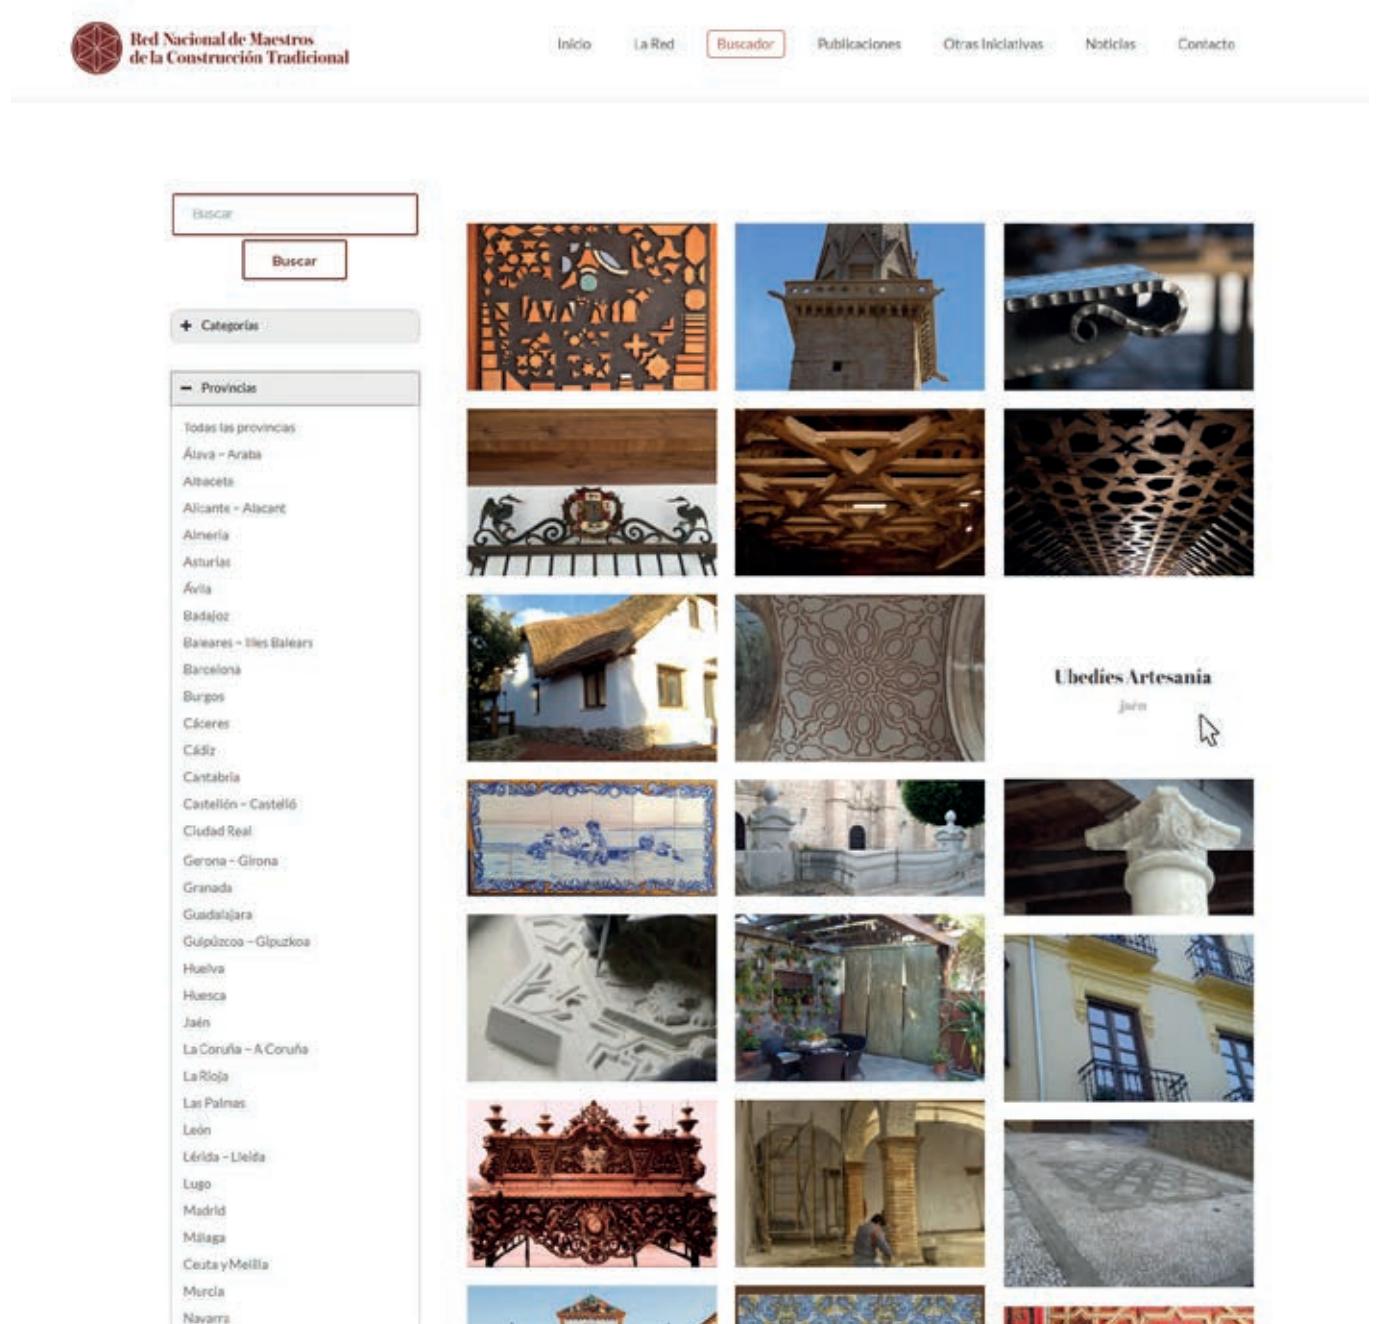 Red Nacional de Maestros
de la Construcción Tradicional
Inicio
La Red
Buscador
Publicaciones
Otras Iniciativas
Noticias
Contacto
Buscar
Buscar
+ Categorías
− Provincias
Todas las provincias
Álava – Araba
Albacete
Alicante – Alacant
Almería
Asturias
Ávila
Badajoz
Baleares – Illes Balears
Barcelona
Burgos
Cáceres
Cádiz
Cantabria
Castellón – Castelló
Ciudad Real
Gerona – Girona
Granada
Guadalajara
Guipúzcoa – Gipuzkoa
Huelva
Huesca
Jaén
La Coruña – A Coruña
La Rioja
Las Palmas
León
Lérida – Lleida
Lugo
Madrid
Málaga
Ceuta y Melilla
Murcia
Navarra
Ubedíes Artesanía
jaén